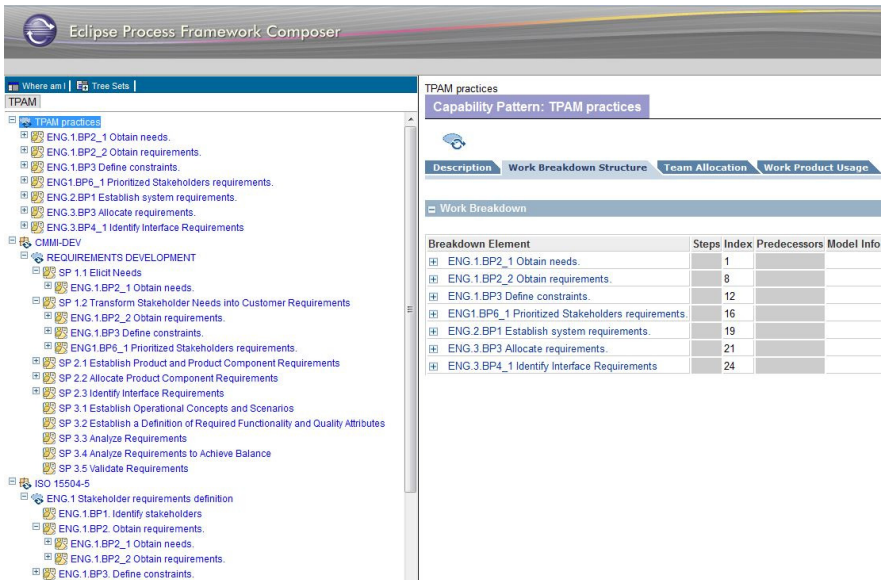 Eclipse Process Framework Composer
Where am I Tree Sets
TPAM
TPAM practices
ENG.1.BP2_1 Obtain needs.
ENG.1.BP2_2 Obtain requirements.
ENG.1.BP3 Define constraints.
ENG1.BP6_1 Prioritized Stakeholders requirements.
ENG.2.BP1 Establish system requirements.
ENG.3.BP3 Allocate requirements.
ENG.3.BP4_1 Identify Interface Requirements
CMMI-DEV
REQUIREMENTS DEVELOPMENT
SP 1.1 Elicit Needs
ENG.1.BP2_1 Obtain needs.
SP 1.2 Transform Stakeholder Needs into Customer Requirements
ENG.1.BP2_2 Obtain requirements.
ENG.1.BP3 Define constraints.
ENG1.BP6_1 Prioritized Stakeholders requirements.
SP 2.1 Establish Product and Product Component Requirements
SP 2.2 Allocate Product Component Requirements
SP 2.3 Identify Interface Requirements
SP 3.1 Establish Operational Concepts and Scenarios
SP 3.2 Establish a Definition of Required Functionality and Quality Attributes
SP 3.3 Analyze Requirements
SP 3.4 Analyze Requirements to Achieve Balance
SP 3.5 Validate Requirements
ISO 15504-5
ENG.1 Stakeholder requirements definition
ENG.1.BP1. Identify stakeholders
ENG.1.BP2. Obtain requirements.
ENG.1.BP2_1 Obtain needs.
ENG.1.BP2_2 Obtain requirements.
ENG.1.BP3. Define constraints.
TPAM practices
Capability Pattern: TPAM practices
Description Work Breakdown Structure Team Allocation Work Product Usage
Work Breakdown
Breakdown Element Steps Index Predecessors Model Info
ENG.1.BP2_1 Obtain needs. 1
ENG.1.BP2_2 Obtain requirements. 8
ENG.1.BP3 Define constraints. 12
ENG1.BP6_1 Prioritized Stakeholders requirements. 16
ENG.2.BP1 Establish system requirements. 19
ENG.3.BP3 Allocate requirements. 21
ENG.3.BP4_1 Identify Interface Requirements 24